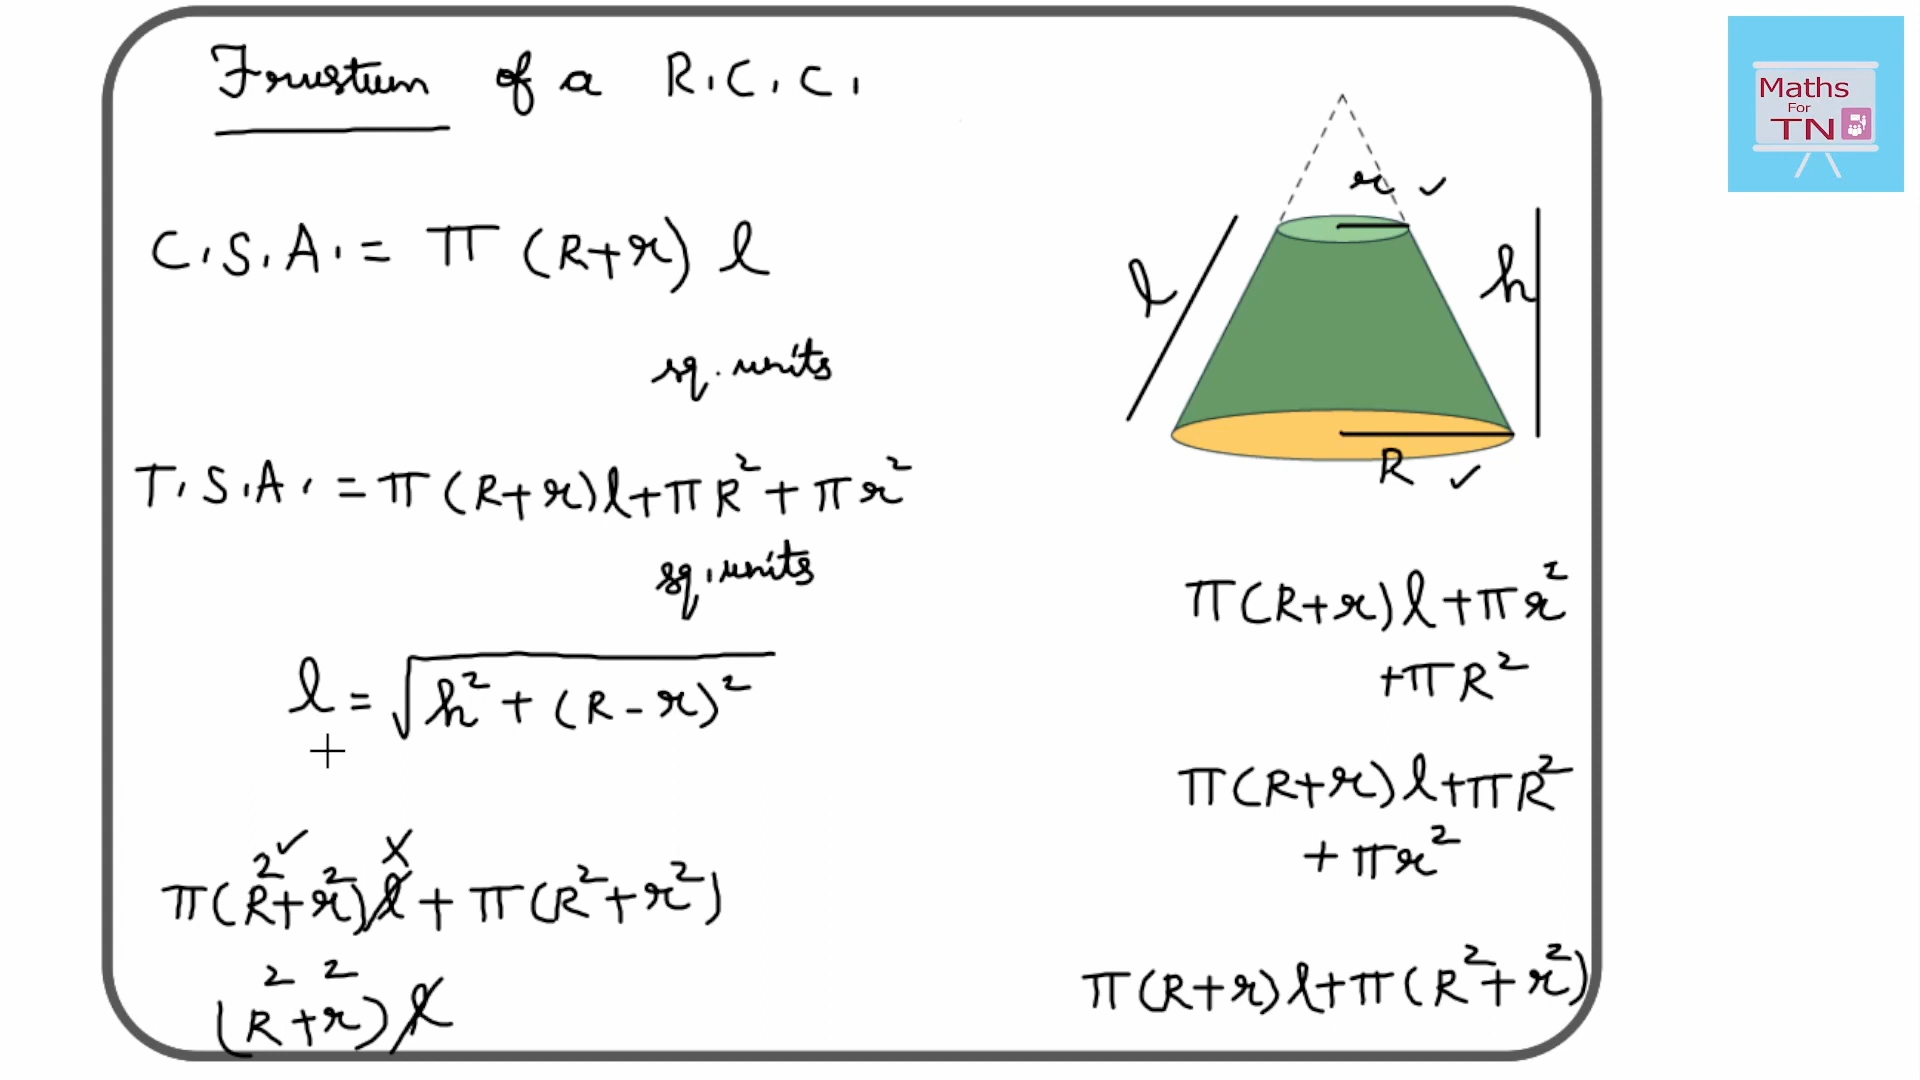 Frustum of a R.C.C.
C.S.A. = π (R+r) l
sq. units
T.S.A. = π (R+r) l + πR² + πr²
sq. units
l = √h² + (R-r)²
π(R²+r²)l + π(R²+r²)
(R²+r²)l
r
l
h
R
π(R+r)l + πr²
+πR²
π(R+r)l + πR²
+ πr²
π(R+r)l + π(R²+r²)
Maths
For
TN